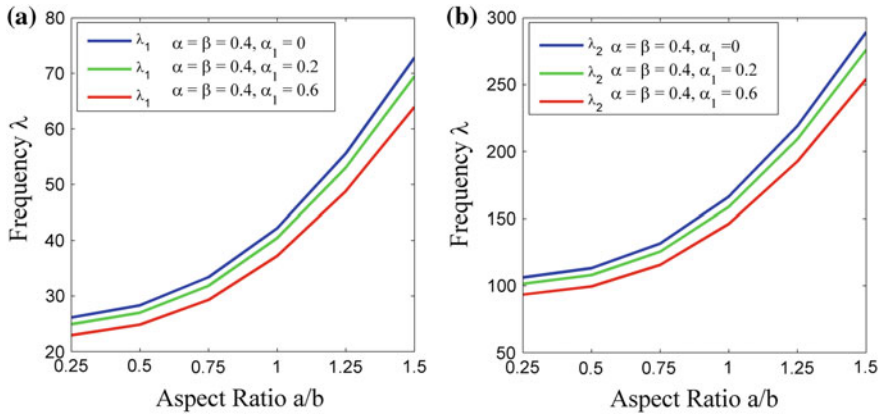 (a)
80
70
60
50
40
30
20
0.25 0.5 0.75 1 1.25 1.5
Frequency λ
Aspect Ratio a/b
λ₁ α = β = 0.4, α₁ = 0
λ₁ α = β = 0.4, α₁ = 0.2
λ₁ α = β = 0.4, α₁ = 0.6
(b)
300
250
200
150
100
50
0.25 0.5 0.75 1 1.25 1.5
Frequency λ
Aspect Ratio a/b
λ₂ α = β = 0.4, α₁ =0
λ₂ α = β = 0.4, α₁ = 0.2
λ₂ α = β = 0.4, α₁ = 0.6